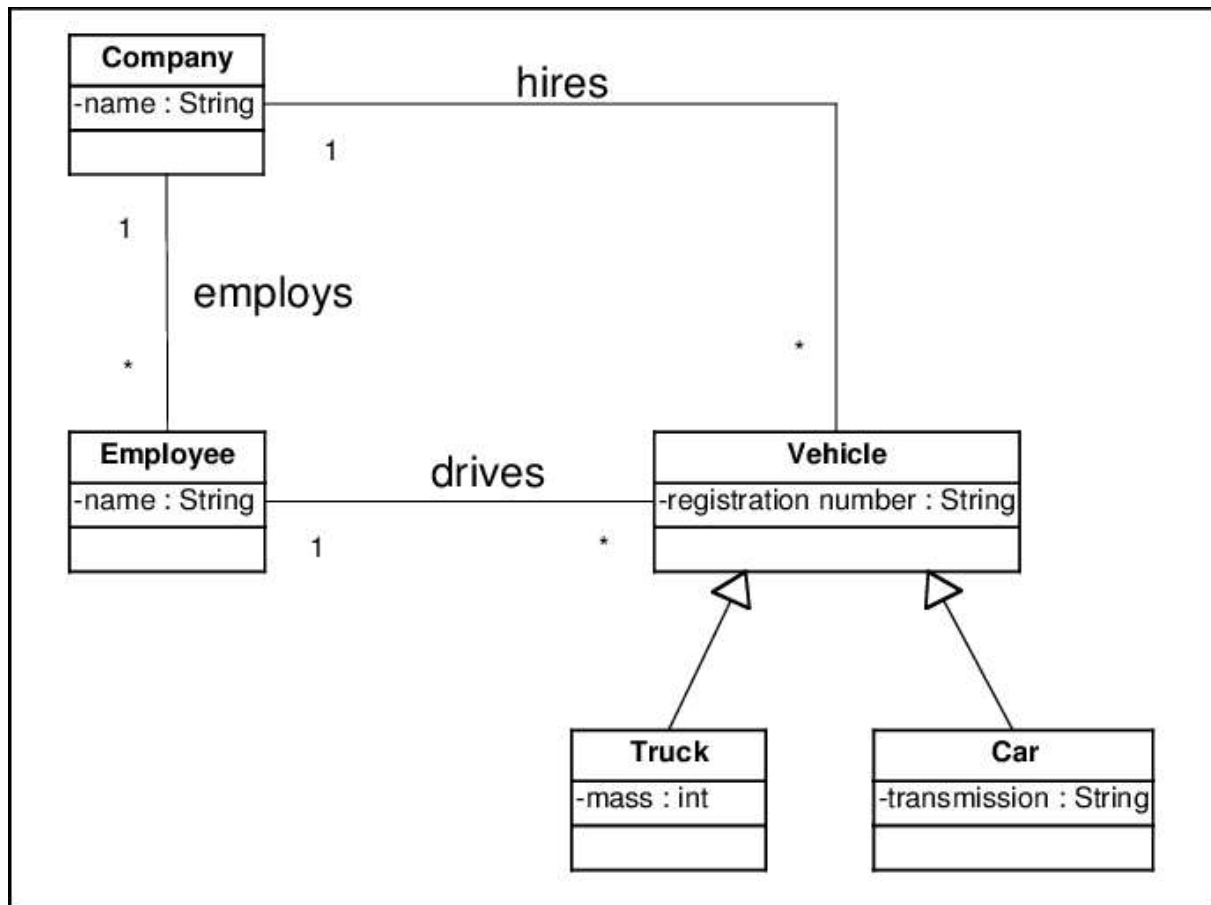 Company
-name : String
hires
1
1
employs
*
*
Employee
-name : String
drives
1
*
Vehicle
-registration number : String
Truck
-mass : int
Car
-transmission : String